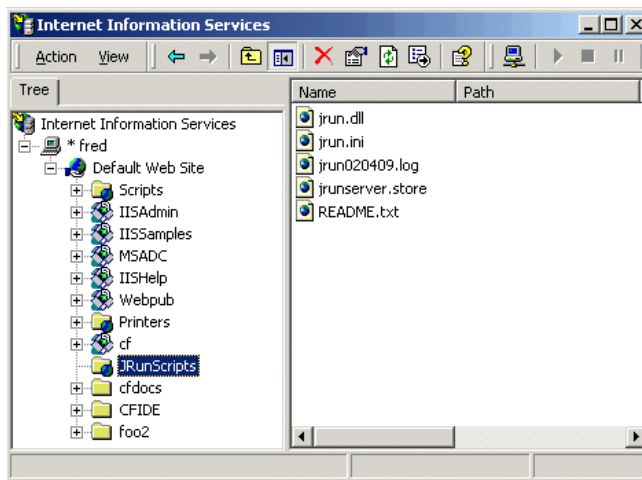 Internet Information Services
Action View
Tree
Name Path
Internet Information Services
* fred
Default Web Site
Scripts
IISAdmin
IISSamples
MSADC
IISHelp
Webpub
Printers
cf
JRunScripts
cfdocs
CFIDE
foo2
jrun.dll
jrun.ini
jrun020409.log
jrunserver.store
README.txt